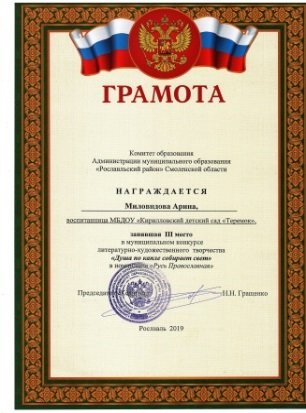 ГРАМОТА
Комитет образования
Администрации муниципального образования
«Рославльский район» Смоленской области
НАГРАЖДАЕТСЯ
Миловидова Арина,
воспитанница МБДОУ «Кирилловский детский сад «Теремок»,
занявшая III место
в муниципальном конкурсе
литературно-художественного творчества
«Душа по капле собирает свет»
в номинации «Русь Православная»
Председатель Н.Н. Грищенко
Рославль 2019